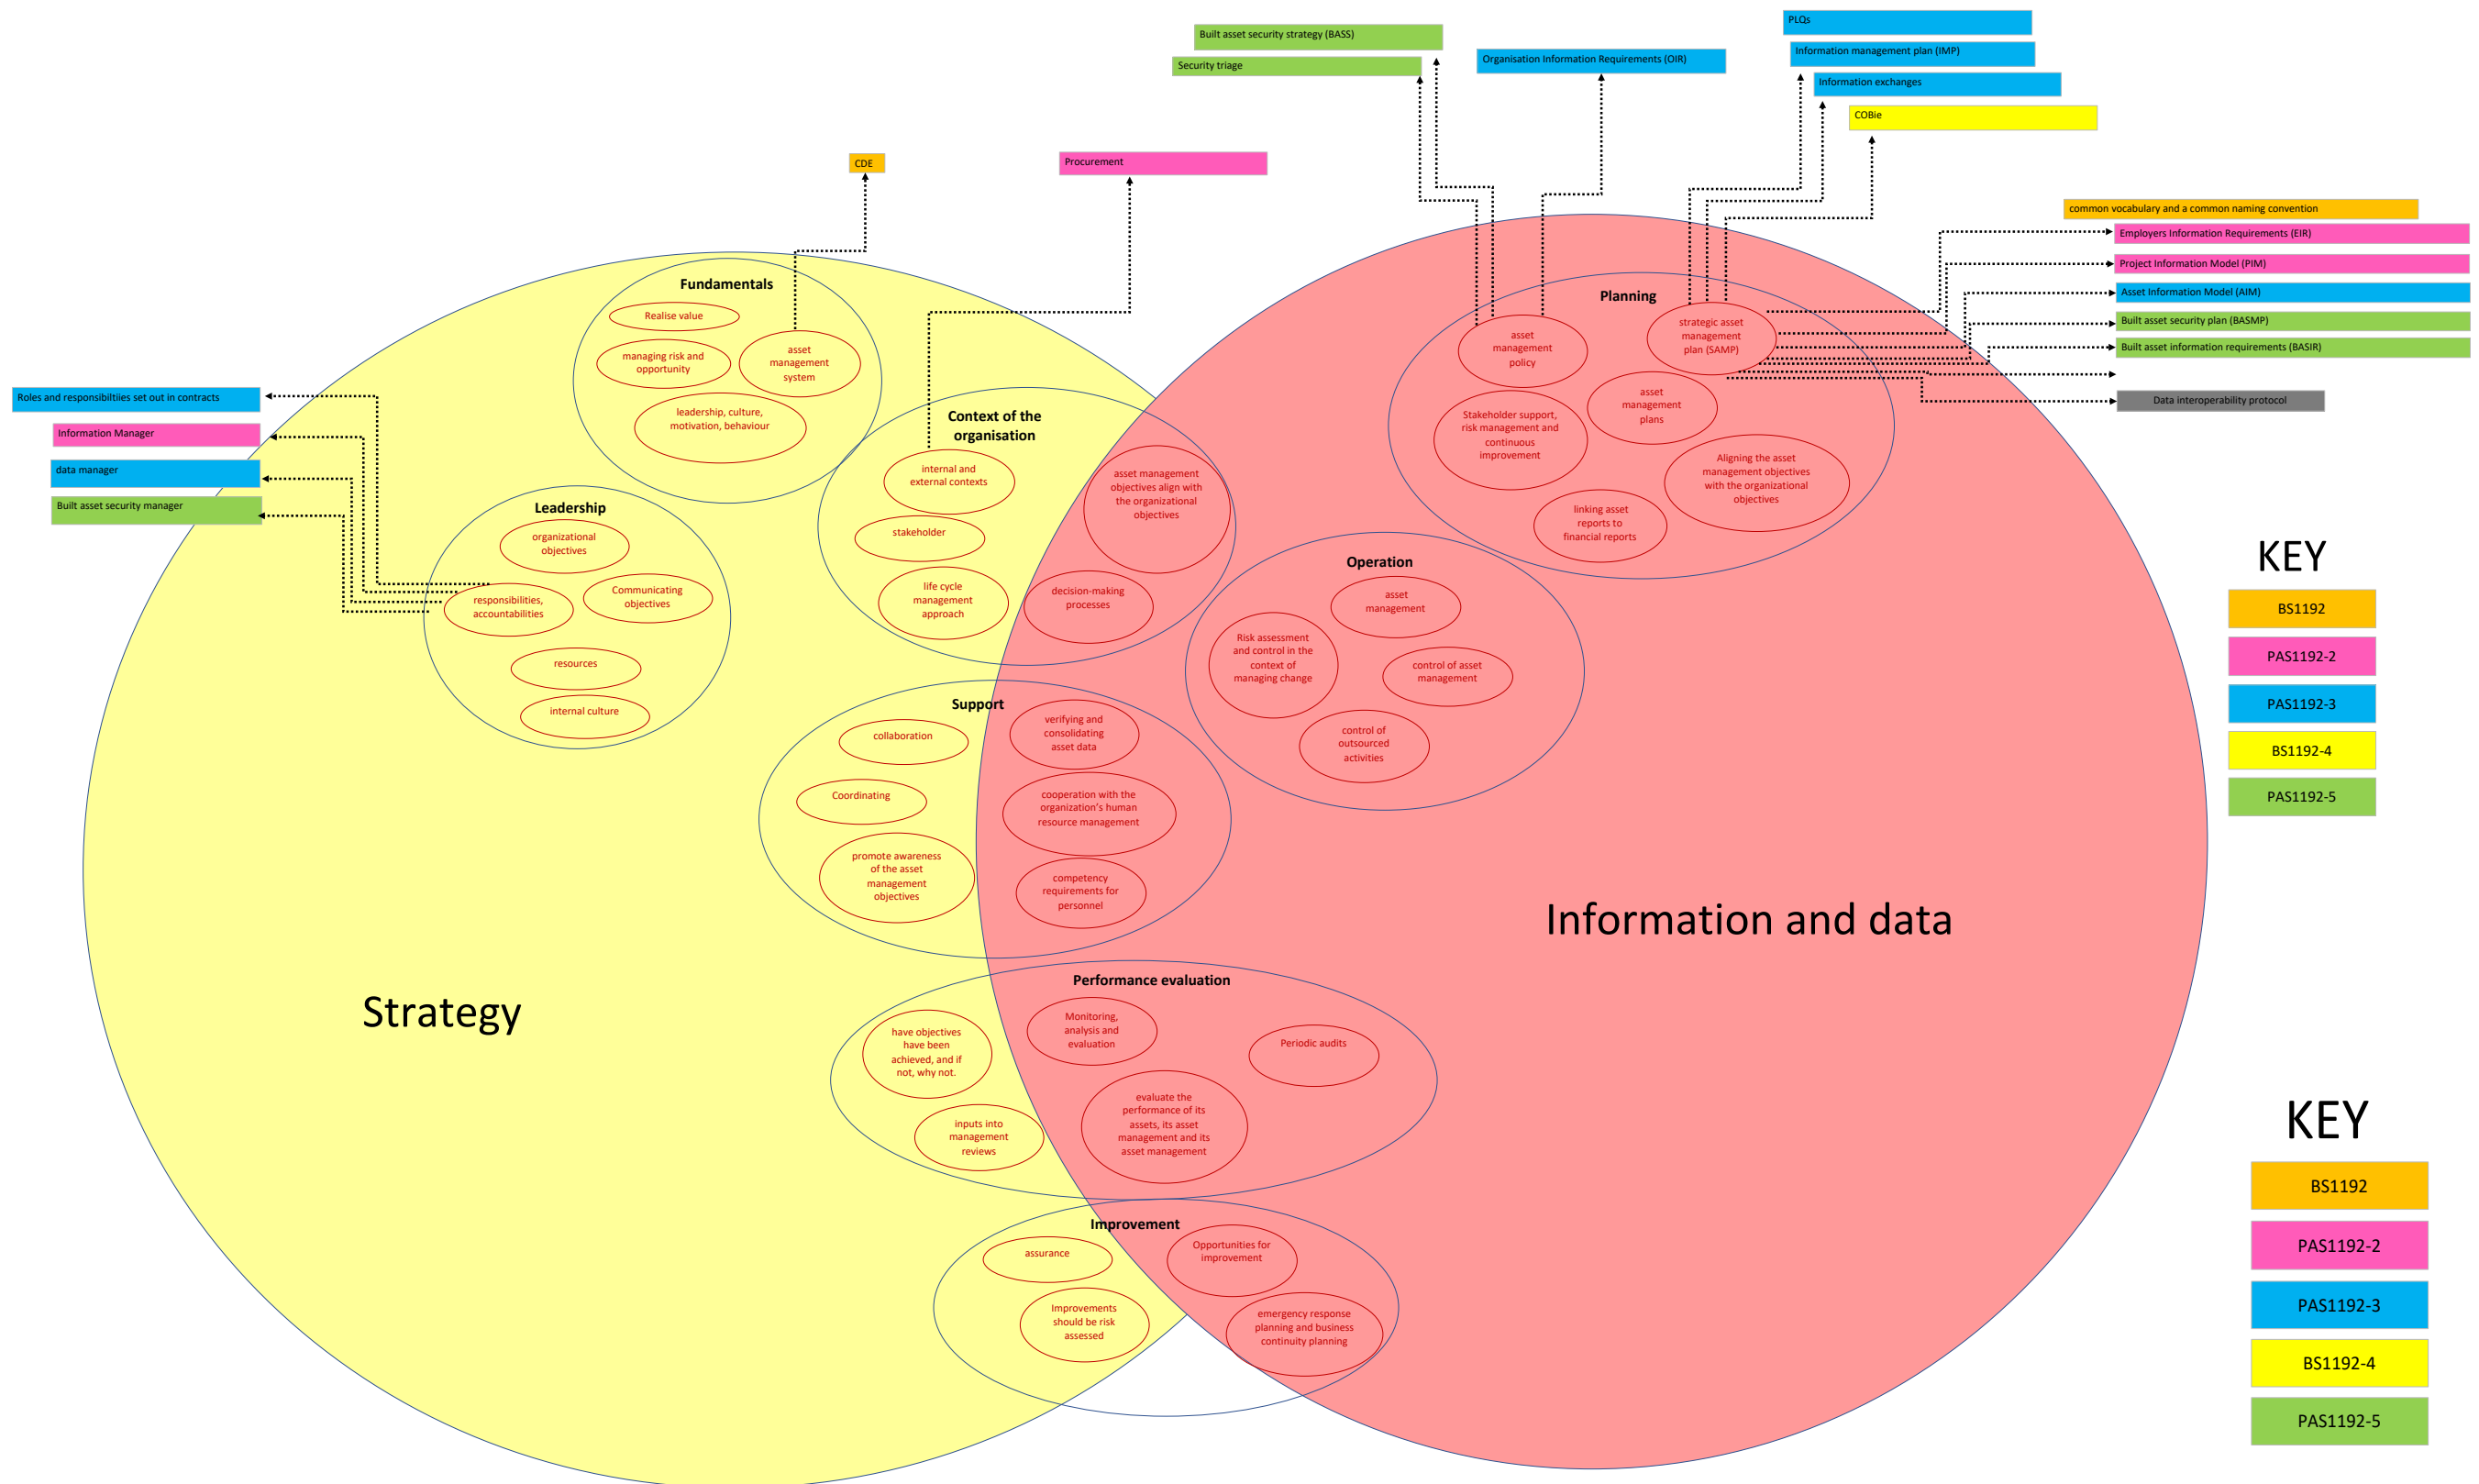 Built asset security strategy (BASS)
Security triage
Organisation Information Requirements (OIR)
PLQs
Information management plan (IMP)
Information exchanges
COBie
CDE
Procurement
common vocabulary and a common naming convention
Employers Information Requirements (EIR)
Project Information Model (PIM)
Asset Information Model (AIM)
Built asset security plan (BASMP)
Built asset information requirements (BASIR)
Data interoperability protocol
Roles and responsibiltiies set out in contracts
Information Manager
data manager
Built asset security manager
Fundamentals
Realise value
managing risk and
opportunity
asset
management
system
leadership, culture,
motivation, behaviour
Leadership
organizational
objectives
responsibilities,
accountabilities
Communicating
objectives
resources
internal culture
Context of the
organisation
internal and
external contexts
stakeholder
life cycle
management
approach
asset management
objectives align with
the organizational
objectives
decision-making
processes
Planning
asset
management
policy
strategic asset
management
plan (SAMP)
Stakeholder support,
risk management and
continuous
improvement
asset
management
plans
Aligning the asset
management objectives
with the organizational
objectives
linking asset
reports to
financial reports
Operation
asset
management
Risk assessment
and control in the
context of
managing change
control of asset
management
control of
outsourced
activities
Support
collaboration
Coordinating
promote awareness
of the asset
management
objectives
verifying and
consolidating
asset data
cooperation with the
organization's human
resource management
competency
requirements for
personnel
Strategy
Information and data
Performance evaluation
have objectives
have been
achieved, and if
not, why not.
inputs into
management
reviews
Monitoring,
analysis and
evaluation
Periodic audits
evaluate the
performance of its
assets, its asset
management and its
asset management
Improvement
assurance
Improvements
should be risk
assessed
Opportunities for
improvement
emergency response
planning and business
continuity planning
KEY
BS1192
PAS1192-2
PAS1192-3
BS1192-4
PAS1192-5
KEY
BS1192
PAS1192-2
PAS1192-3
BS1192-4
PAS1192-5